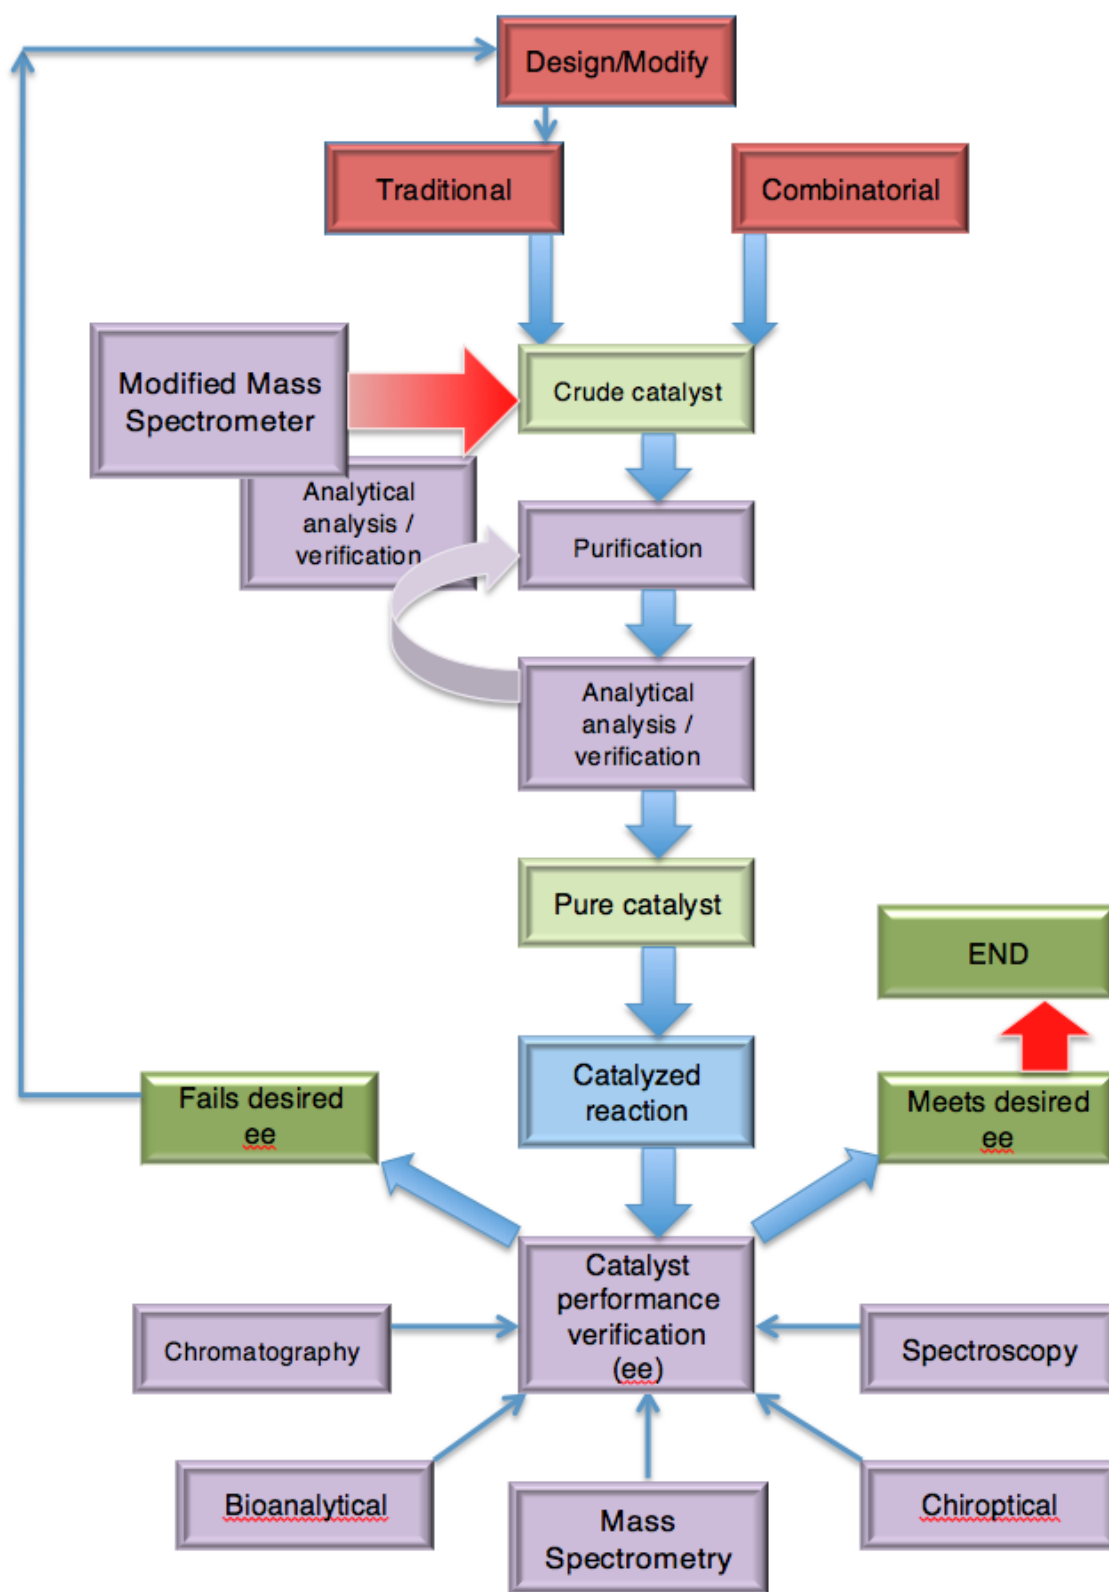 Design/Modify
Traditional
Combinatorial
Modified Mass
Spectrometer
Crude catalyst
Analytical
analysis /
verification
Purification
Analytical
analysis /
verification
Pure catalyst
END
Catalyzed
reaction
Fails desired
ee
Meets desired
ee
Catalyst
performance
verification
(ee)
Chromatography
Spectroscopy
Bioanalytical
Mass
Spectrometry
Chiroptical